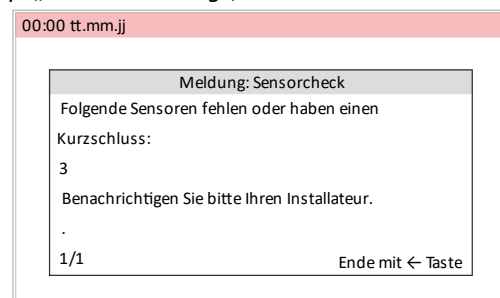 00:00 tt.mm.jj
Meldung: Sensorcheck
Folgende Sensoren fehlen oder haben einen
Kurzschluss:
3
Benachrichtigen Sie bitte Ihren Installateur.
.
1/1 Ende mit ← Taste